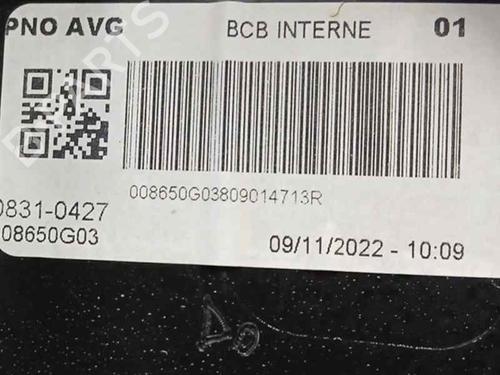 PNO AVG BCB INTERNE 01
008650G03809014713R
0831-0427
08650G03
09/11/2022 - 10:09